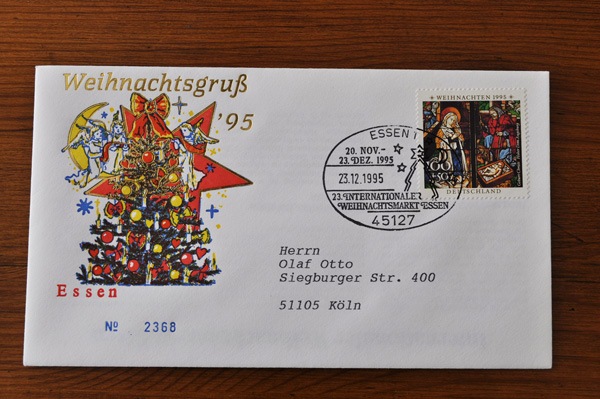 Weihnachtsgruß
'95
Essen
Nº 2368
ESSEN 1
20. NOV.-
23. DEZ. 1995
23.12.1995
23. INTERNATIONALER
WEIHNACHTSMARKT ESSEN
45127
WEIHNACHTEN 1995
DEUTSCHLAND
Herrn
Olaf Otto
Siegburger Str. 400
51105 Köln